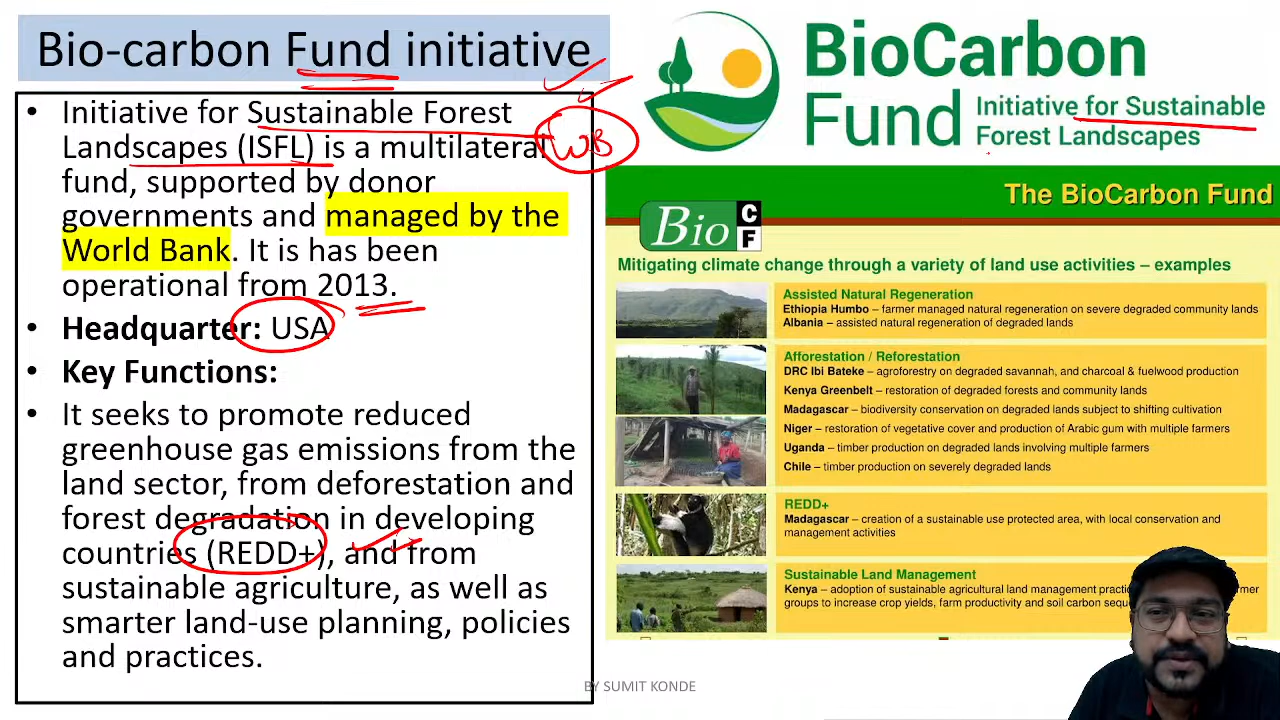 Bio-carbon Fund initiative
• Initiative for Sustainable Forest
Landscapes (ISFL) is a multilateral
fund, supported by donor
governments and managed by the
World Bank. It is has been
operational from 2013.
• Headquarter: USA
• Key Functions:
• It seeks to promote reduced
greenhouse gas emissions from the
land sector, from deforestation and
forest degradation in developing
countries (REDD+), and from
sustainable agriculture, as well as
smarter land-use planning, policies
and practices.
WB
BioCarbon
Fund Initiative for Sustainable
Forest Landscapes
The BioCarbon Fund
Bio CF
Mitigating climate change through a variety of land use activities – examples
Assisted Natural Regeneration
Ethiopia Humbo – farmer managed natural regeneration on severe degraded community lands
Albania – assisted natural regeneration of degraded lands
Afforestation / Reforestation
DRC Ibi Bateke – agroforestry on degraded savannah, and charcoal & fuelwood production
Kenya Greenbelt – restoration of degraded forests and community lands
Madagascar – biodiversity conservation on degraded lands subject to shifting cultivation
Niger – restoration of vegetative cover and production of Arabic gum with multiple farmers
Uganda – timber production on degraded lands involving multiple farmers
Chile – timber production on severely degraded lands
REDD+
Madagascar – creation of a sustainable use protected area, with local conservation and
management activities
Sustainable Land Management
Kenya – adoption of sustainable agricultural land management
groups to increase crop yields, farm productivity and soil carbon
BY SUMIT KONDE